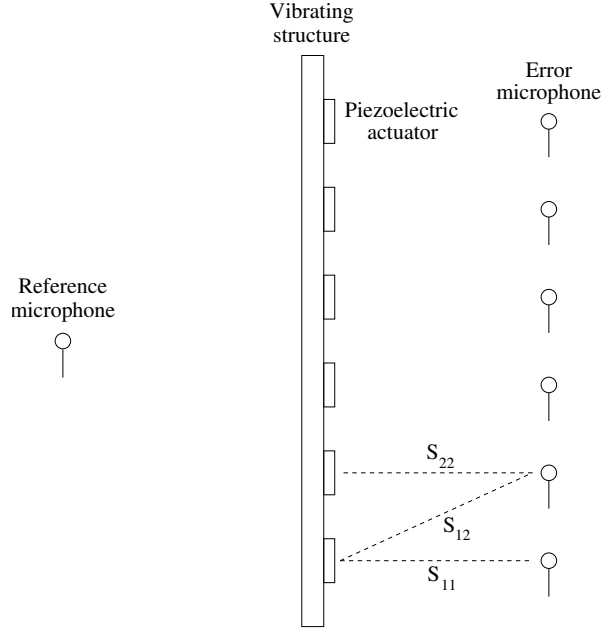 Vibrating
structure
Error
microphone
Piezoelectric
actuator
Reference
microphone
S22
S12
S11